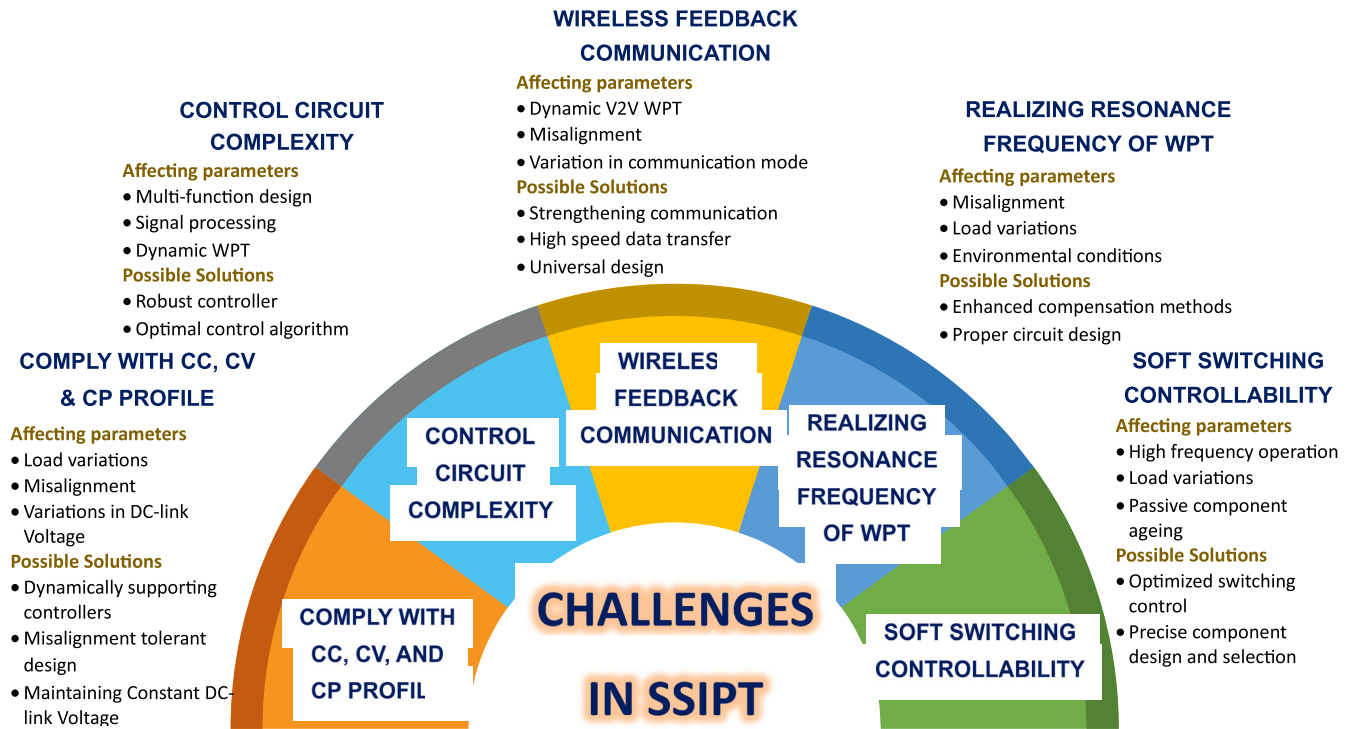 WIRELESS FEEDBACK
COMMUNICATION
Affecting parameters
• Dynamic V2V WPT
• Misalignment
• Variation in communication mode
Possible Solutions
• Strengthening communication
• High speed data transfer
• Universal design
CONTROL CIRCUIT
COMPLEXITY
Affecting parameters
• Multi-function design
• Signal processing
• Dynamic WPT
Possible Solutions
• Robust controller
• Optimal control algorithm
REALIZING RESONANCE
FREQUENCY OF WPT
Affecting parameters
• Misalignment
• Load variations
• Environmental conditions
Possible Solutions
• Enhanced compensation methods
• Proper circuit design
COMPLY WITH CC, CV
& CP PROFILE
Affecting parameters
• Load variations
• Misalignment
• Variations in DC-link
Voltage
Possible Solutions
• Dynamically supporting
controllers
• Misalignment tolerant
design
• Maintaining Constant DC-
link Voltage
SOFT SWITCHING
CONTROLLABILITY
Affecting parameters
• High frequency operation
• Load variations
• Passive component
ageing
Possible Solutions
• Optimized switching
control
• Precise component
design and selection
COMPLY WITH
CC, CV, AND
CP PROFIL
CONTROL
CIRCUIT
COMPLEXITY
WIRELES
FEEDBACK
COMMUNICATION
REALIZING
RESONANCE
FREQUENCY
OF WPT
SOFT SWITCHING
CONTROLLABILITY
CHALLENGES
IN SSIPT